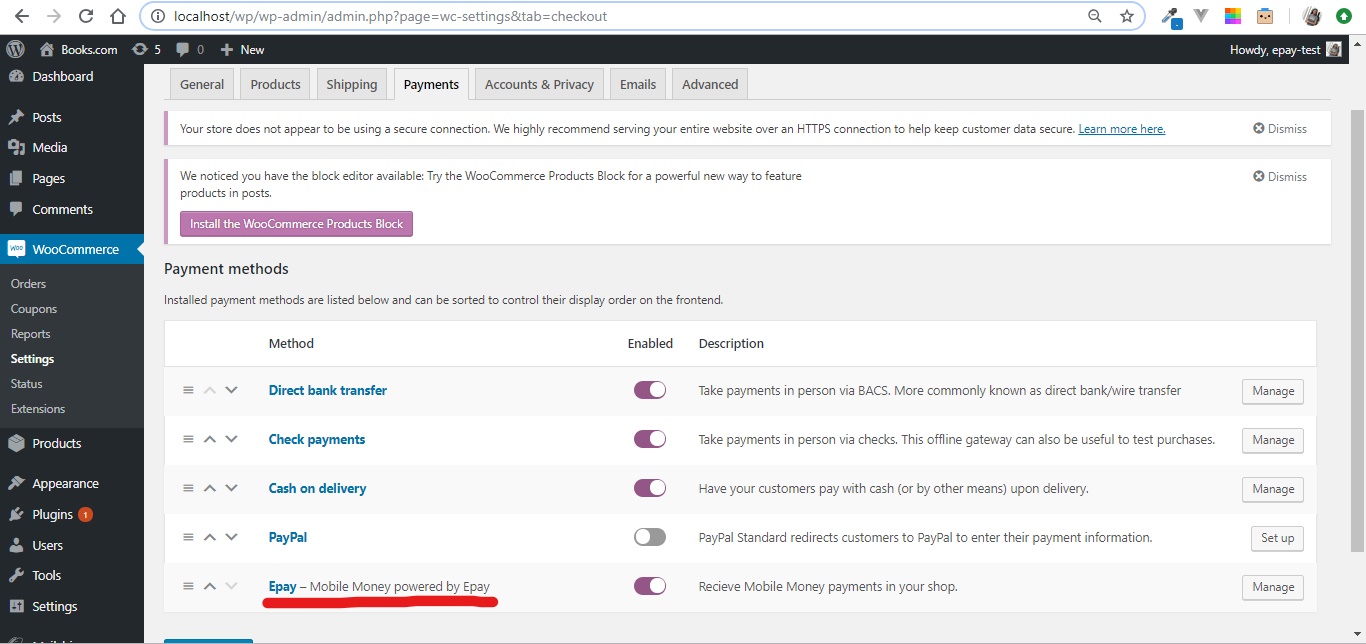 localhost/wp/wp-admin/admin.php?page=wc-settings&tab=checkout
Books.com 5 0 New
Howdy, epay-test
Dashboard
Posts
Media
Pages
Comments
WooCommerce
Orders
Coupons
Reports
Settings
Status
Extensions
Products
Appearance
Plugins 1
Users
Tools
Settings
General Products Shipping Payments Accounts & Privacy Emails Advanced
Your store does not appear to be using a secure connection. We highly recommend serving your entire website over an HTTPS connection to help keep customer data secure. Learn more here. Dismiss
We noticed you have the block editor available: Try the WooCommerce Products Block for a powerful new way to feature
products in posts.
Dismiss
Install the WooCommerce Products Block
Payment methods
Installed payment methods are listed below and can be sorted to control their display order on the frontend.
Method Enabled Description
Direct bank transfer Take payments in person via BACS. More commonly known as direct bank/wire transfer Manage
Check payments Take payments in person via checks. This offline gateway can also be useful to test purchases. Manage
Cash on delivery Have your customers pay with cash (or by other means) upon delivery. Manage
PayPal PayPal Standard redirects customers to PayPal to enter their payment information. Set up
Epay – Mobile Money powered by Epay Recieve Mobile Money payments in your shop. Manage